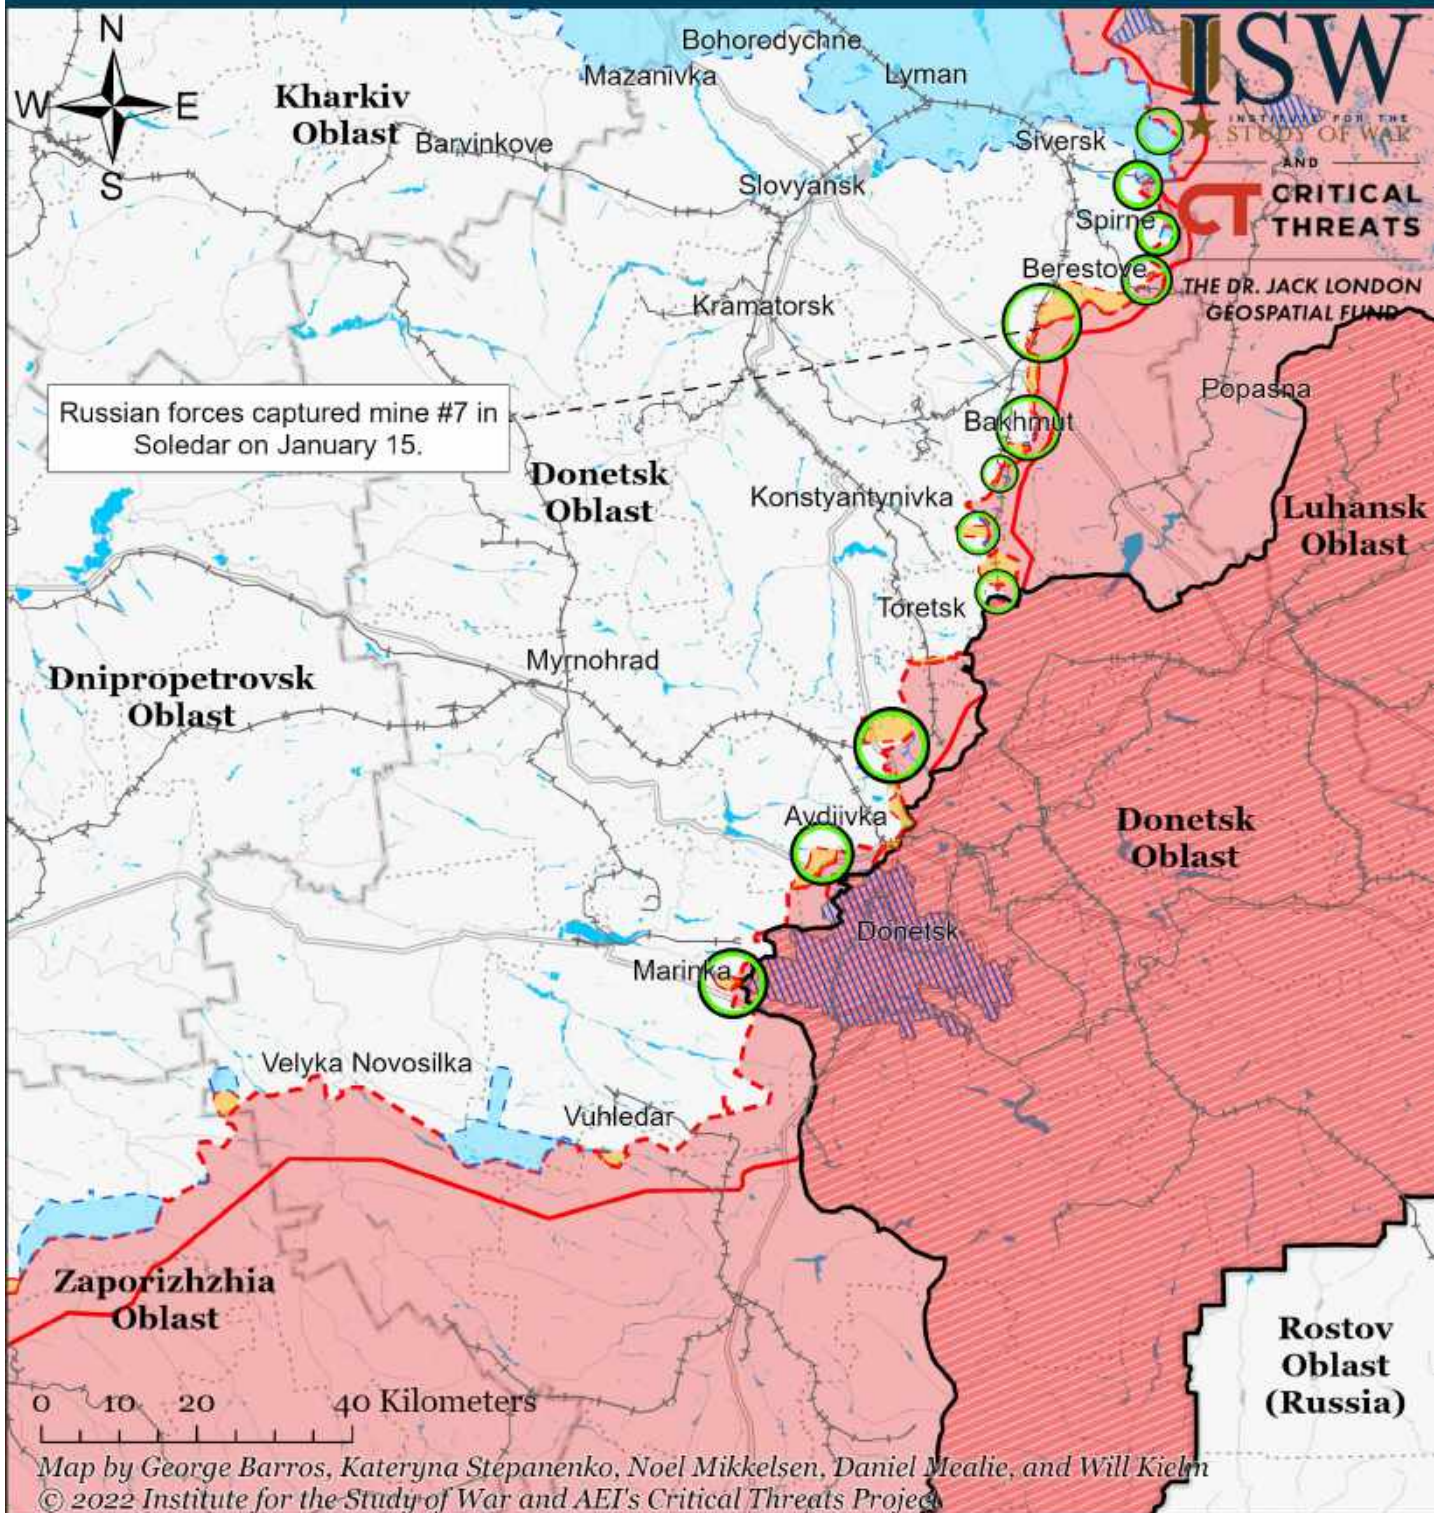 N
W
E
S
Kharkiv
Oblast
Barvinkove
Bohorodychne
Mazanivka
Lyman
Siversk
Slovyansk
Spirne
Berestove
Kramatorsk
ISW
INSTITUTE FOR THE
STUDY OF WAR
AND
CT CRITICAL
THREATS
THE DR. JACK LONDON
GEOSPATIAL FUND
Popasna
Russian forces captured mine #7 in
Soledar on January 15.
Bakhmut
Donetsk
Oblast
Konstyantynivka
Luhansk
Oblast
Toretsk
Myrnohrad
Dnipropetrovsk
Oblast
Avdiivka
Donetsk
Oblast
Donetsk
Marinka
Velyka Novosilka
Vuhledar
Zaporizhzhia
Oblast
Rostov
Oblast
(Russia)
0 10 20 40 Kilometers
Map by George Barros, Kateryna Stepanenko, Noel Mikkelsen, Daniel Mealie, and Will Kielm
© 2022 Institute for the Study of War and AEI's Critical Threats Project